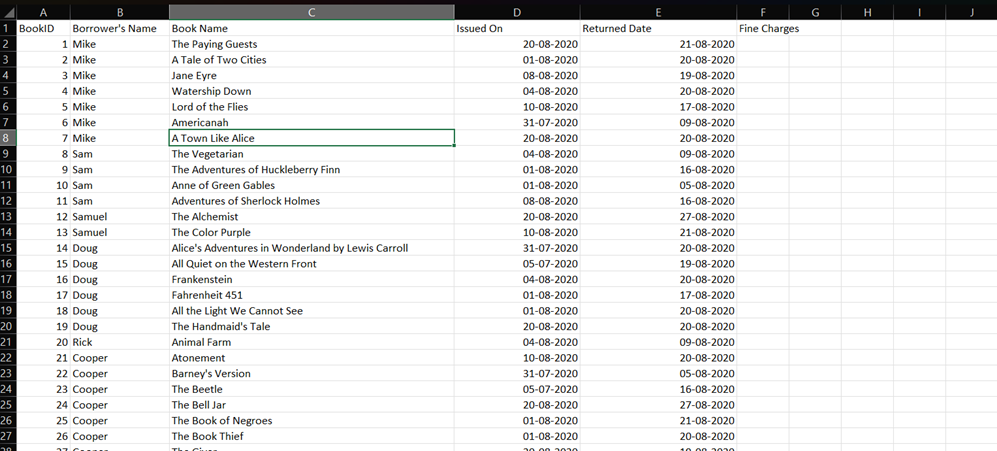 A B C D E F G H I J
1 BookID Borrower's Name Book Name Issued On Returned Date Fine Charges
2 1 Mike The Paying Guests 20-08-2020 21-08-2020
3 2 Mike A Tale of Two Cities 01-08-2020 20-08-2020
4 3 Mike Jane Eyre 08-08-2020 19-08-2020
5 4 Mike Watership Down 04-08-2020 20-08-2020
6 5 Mike Lord of the Flies 10-08-2020 17-08-2020
7 6 Mike Americanah 31-07-2020 09-08-2020
8 7 Mike A Town Like Alice 20-08-2020 20-08-2020
9 8 Sam The Vegetarian 04-08-2020 09-08-2020
10 9 Sam The Adventures of Huckleberry Finn 01-08-2020 16-08-2020
11 10 Sam Anne of Green Gables 01-08-2020 05-08-2020
12 11 Sam Adventures of Sherlock Holmes 08-08-2020 16-08-2020
13 12 Samuel The Alchemist 20-08-2020 27-08-2020
14 13 Samuel The Color Purple 10-08-2020 21-08-2020
15 14 Doug Alice's Adventures in Wonderland by Lewis Carroll 31-07-2020 20-08-2020
16 15 Doug All Quiet on the Western Front 05-07-2020 19-08-2020
17 16 Doug Frankenstein 04-08-2020 20-08-2020
18 17 Doug Fahrenheit 451 01-08-2020 17-08-2020
19 18 Doug All the Light We Cannot See 01-08-2020 20-08-2020
20 19 Doug The Handmaid's Tale 20-08-2020 20-08-2020
21 20 Rick Animal Farm 04-08-2020 09-08-2020
22 21 Cooper Atonement 10-08-2020 20-08-2020
23 22 Cooper Barney's Version 31-07-2020 05-08-2020
24 23 Cooper The Beetle 05-07-2020 16-08-2020
25 24 Cooper The Bell Jar 20-08-2020 27-08-2020
26 25 Cooper The Book of Negroes 01-08-2020 21-08-2020
27 26 Cooper The Book Thief 01-08-2020 20-08-2020